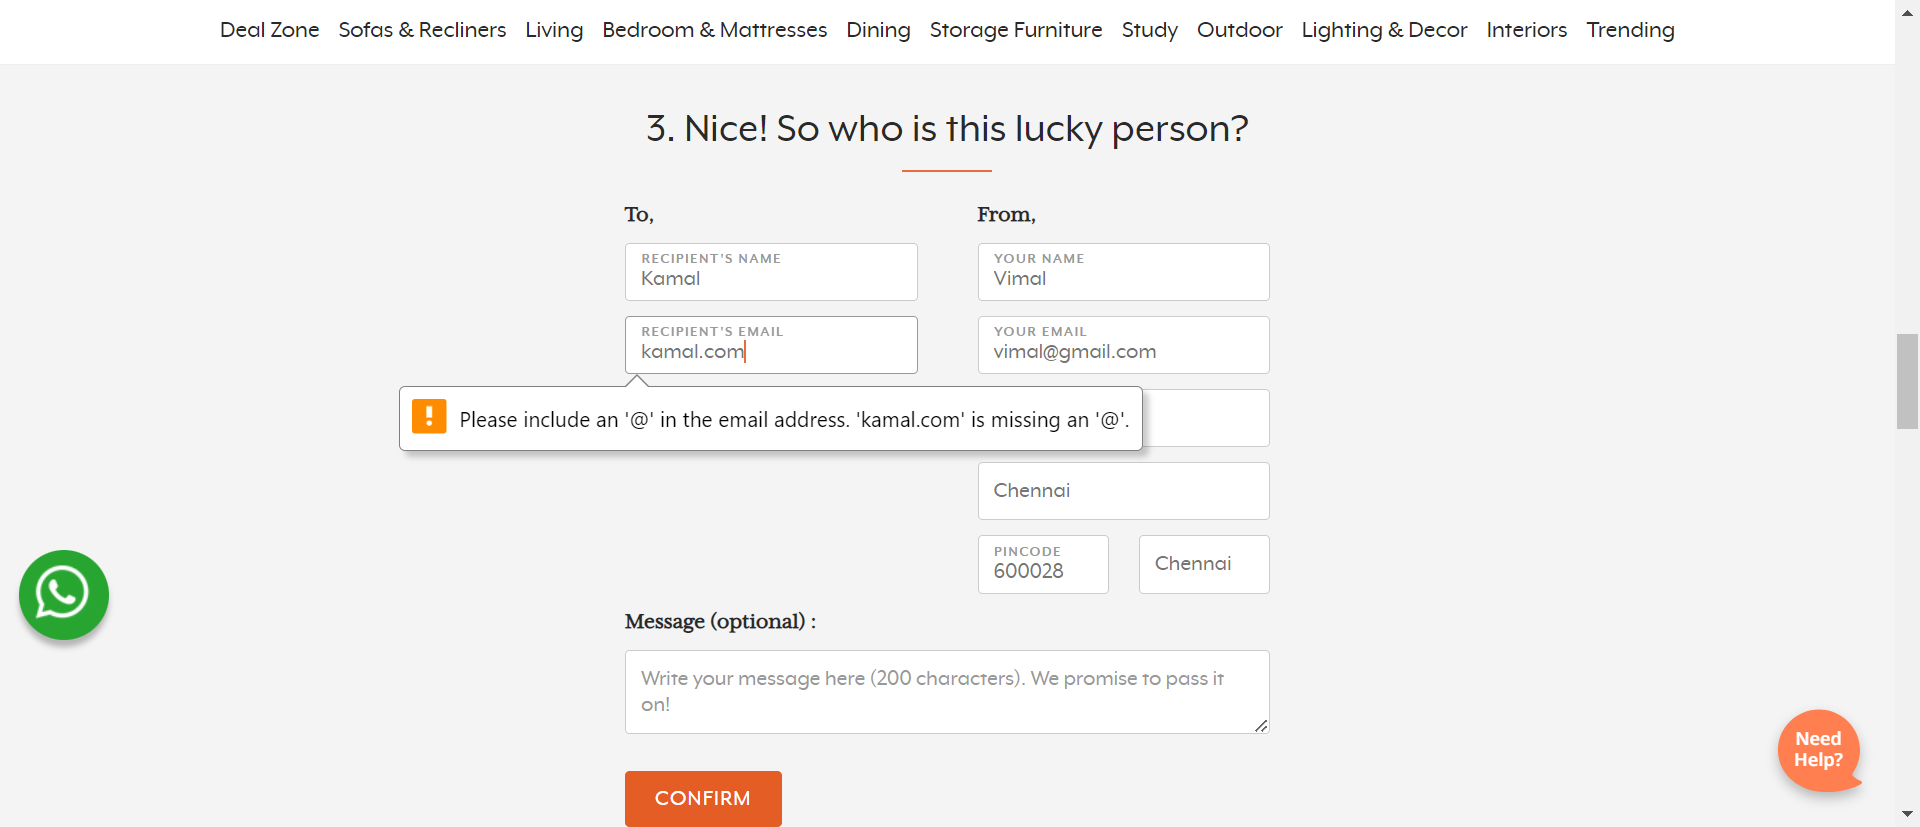 Deal Zone Sofas & Recliners Living Bedroom & Mattresses Dining Storage Furniture Study Outdoor Lighting & Decor Interiors Trending
3. Nice! So who is this lucky person?
To,
From,
RECIPIENT'S NAME
Kamal
YOUR NAME
Vimal
RECIPIENT'S EMAIL
kamal.com
YOUR EMAIL
vimal@gmail.com
Please include an '@' in the email address. 'kamal.com' is missing an '@'.
Chennai
PINCODE
600028
Chennai
Message (optional) :
Write your message here (200 characters). We promise to pass it
on!
CONFIRM
Need
Help?